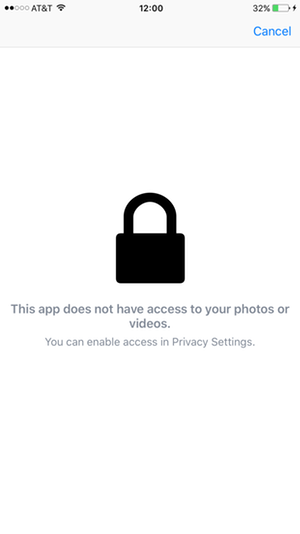 AT&T 12:00 32%
Cancel
This app does not have access to your photos or
videos.
You can enable access in Privacy Settings.